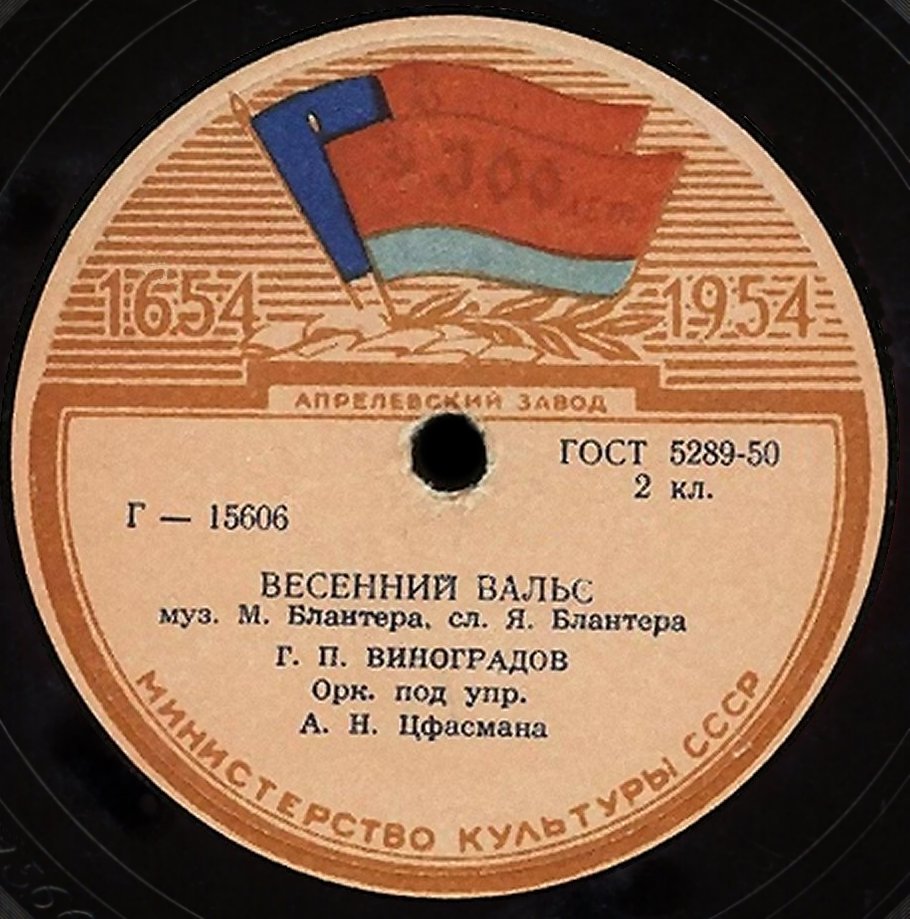 300 лет
1654
1954
АПРЕЛЕВСКИЙ ЗАВОД
ГОСТ 5289-50
2 кл.
Г — 15606
ВЕСЕННИЙ ВАЛЬС
муз. М. Блантера, сл. Я. Блантера
Г. П. ВИНОГРАДОВ
Орк. под упр.
А. Н. Цфасмана
МИНИСТЕРСТВО КУЛЬТУРЫ СССР